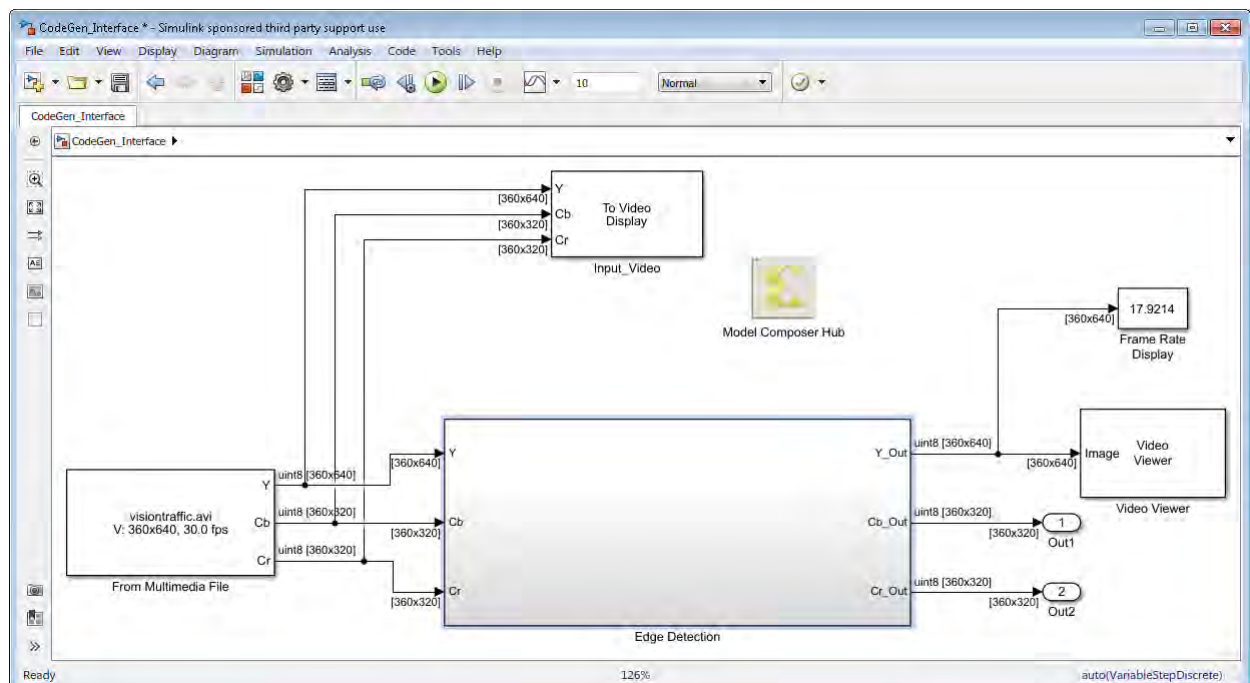 CodeGen_Interface * - Simulink sponsored third party support use
File Edit View Display Diagram Simulation Analysis Code Tools Help
10 Normal
CodeGen_Interface
CodeGen_Interface
Y
[360x640]
Cb
[360x320]
Cr
[360x320]
To Video
Display
Input_Video
Model Composer Hub
17.9214
[360x640]
Frame Rate
Display
visiontraffic.avi
V: 360x640, 30.0 fps
Y
uint8 [360x640]
Cb
uint8 [360x320]
Cr
uint8 [360x320]
From Multimedia File
[360x640]
Y
[360x320]
Cb
[360x320]
Cr
Y_Out
uint8 [360x640]
Cb_Out
uint8 [360x320]
Cr_Out
uint8 [360x320]
Edge Detection
[360x640]
Image
Video
Viewer
Video Viewer
[360x320]
1
Out1
[360x320]
2
Out2
Ready 126% auto(VariableStepDiscrete)